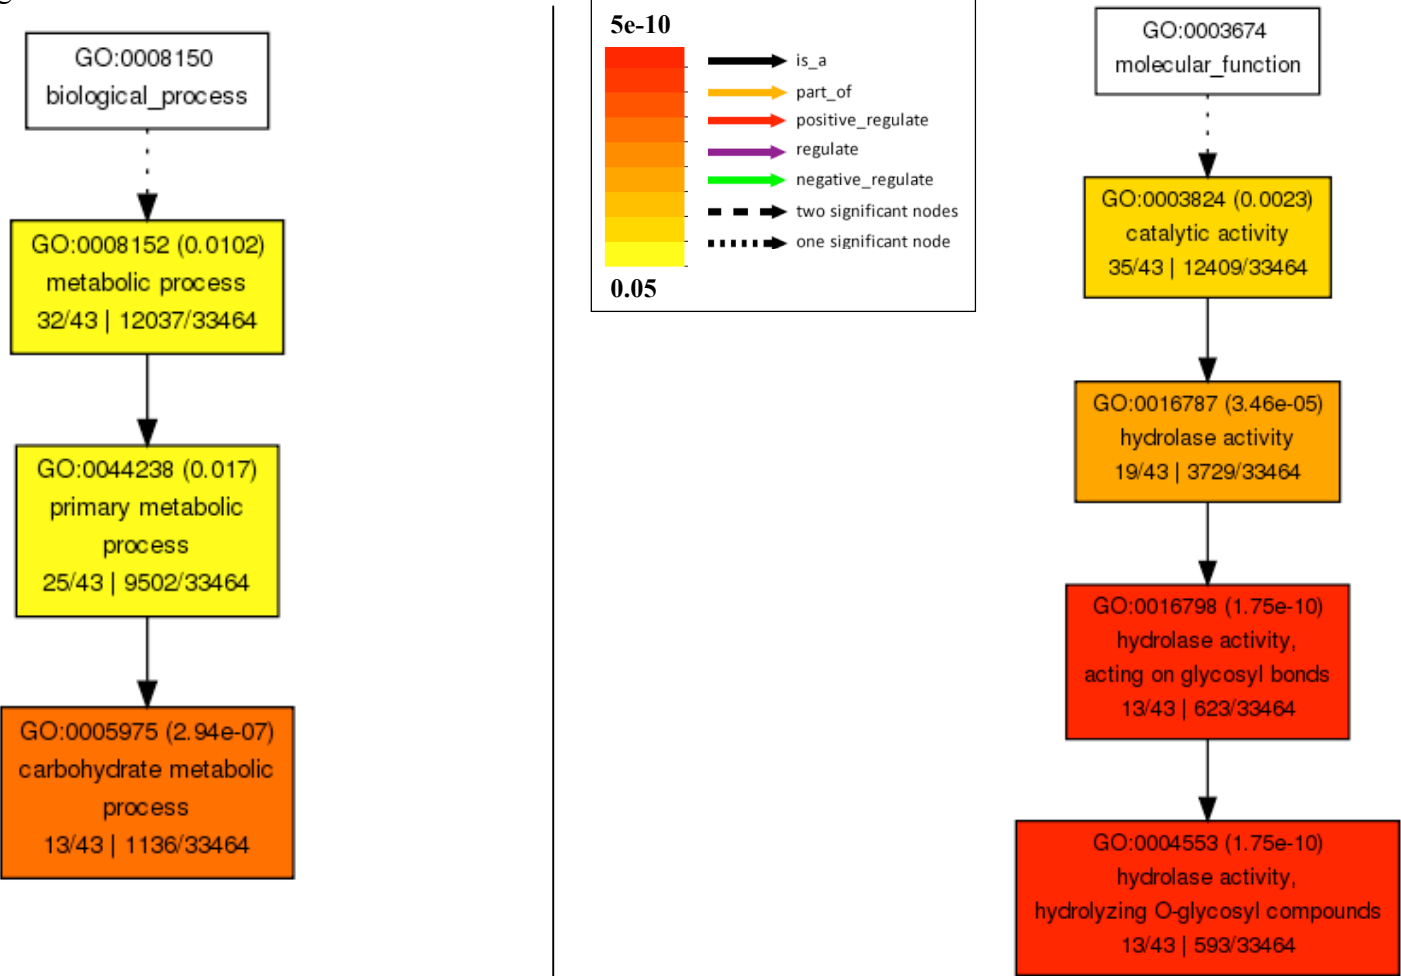 GO:0008150
biological_process
GO:0008152 (0.0102)
metabolic process
32/43 | 12037/33464
GO:0044238 (0.017)
primary metabolic
process
25/43 | 9502/33464
GO:0005975 (2.94e-07)
carbohydrate metabolic
process
13/43 | 1136/33464
5e-10
is_a
part_of
positive_regulate
regulate
negative_regulate
two significant nodes
one significant node
0.05
GO:0003674
molecular_function
GO:0003824 (0.0023)
catalytic activity
35/43 | 12409/33464
GO:0016787 (3.46e-05)
hydrolase activity
19/43 | 3729/33464
GO:0016798 (1.75e-10)
hydrolase activity,
acting on glycosyl bonds
13/43 | 623/33464
GO:0004553 (1.75e-10)
hydrolase activity,
hydrolyzing O-glycosyl compounds
13/43 | 593/33464